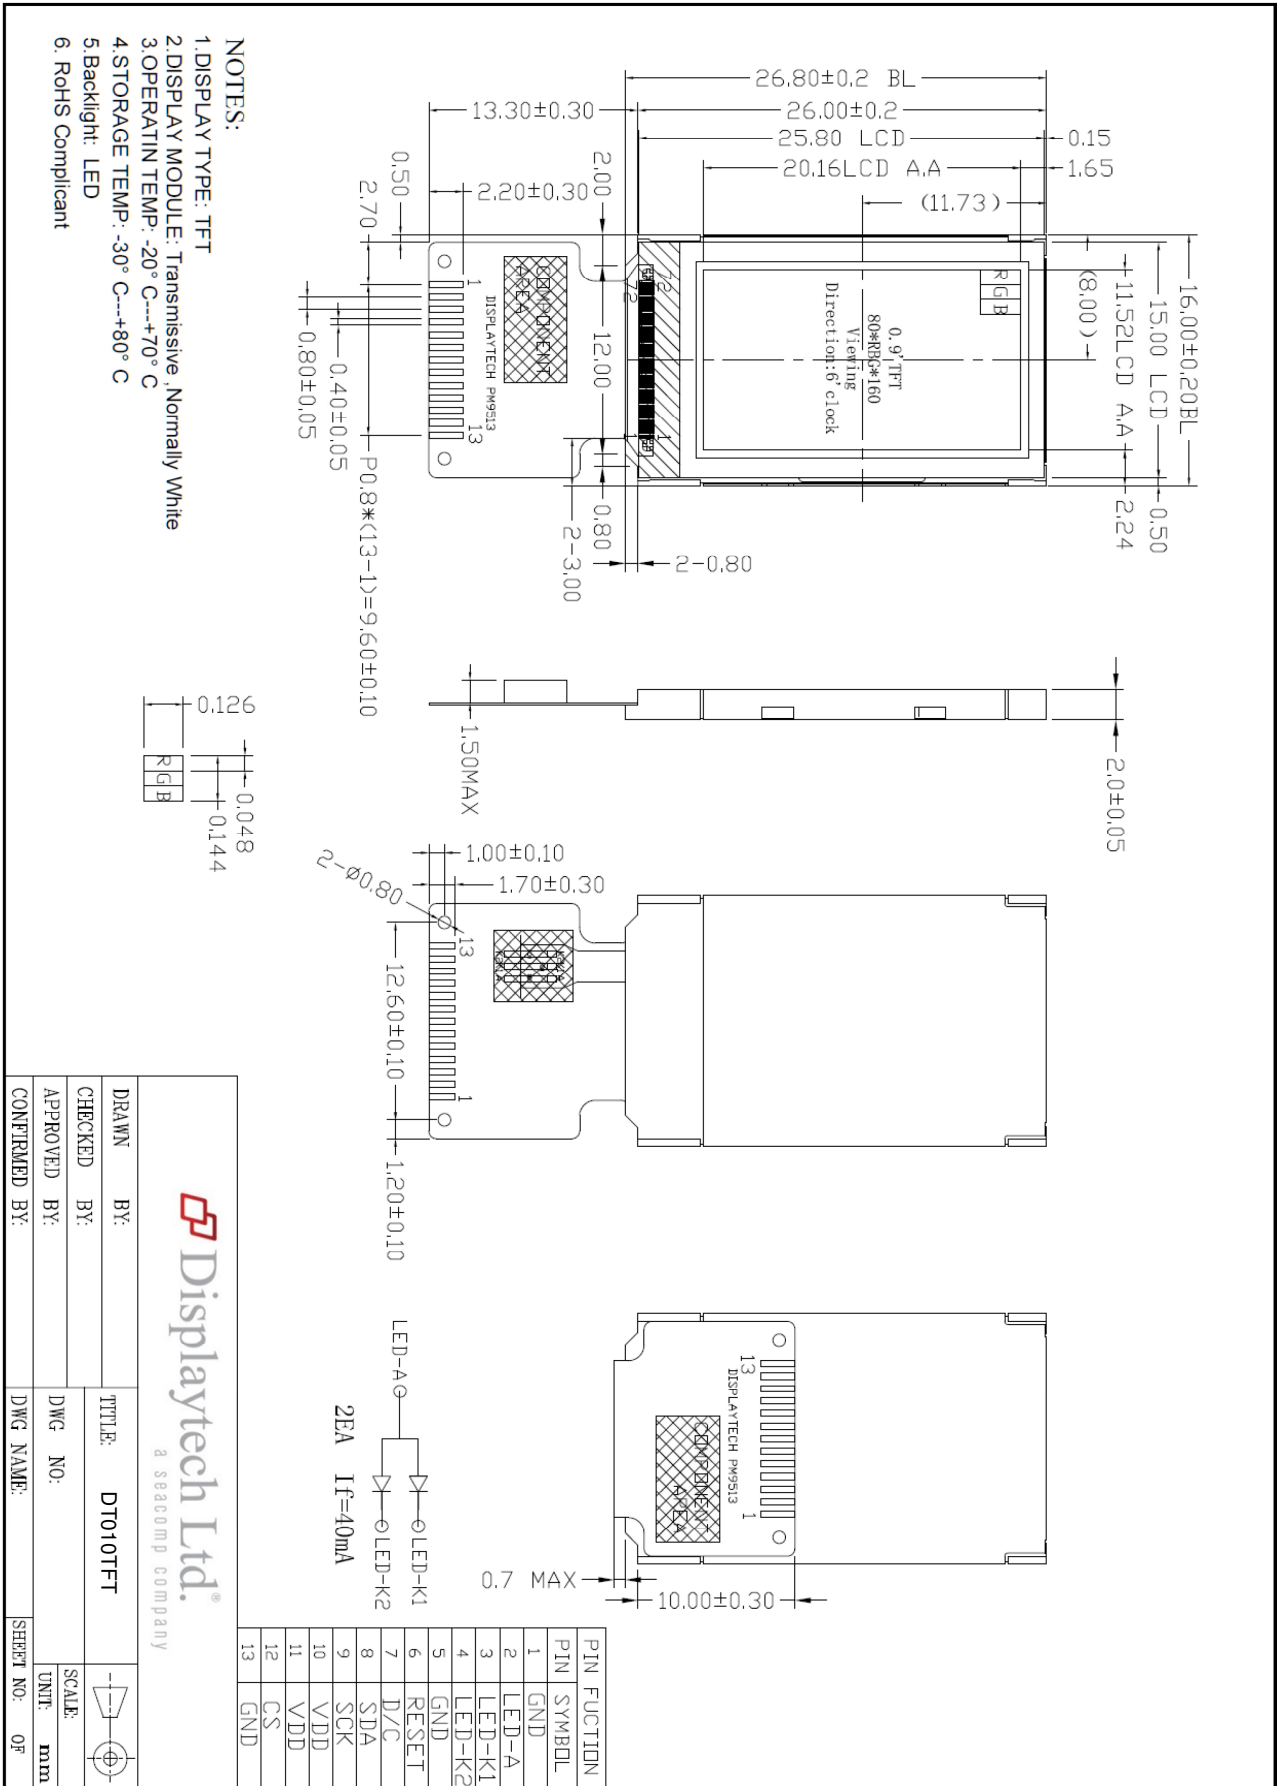 26.80±0.2 BL
26.00±0.2
25.80 LCD
0.15
20.16LCD A.A
1.65
(11.73)
13.30±0.30
2.20±0.30
2.00
0.50
2.70
12.00
0.80
2-3.00
2-0.80
16.00±0.20BL
15.00 LCD
11.52LCD A.A
(8.00)
0.50
2.24
R G B
0.9'TFT
80*RBG*160
Viewing
Direction:6'clock
72
1
COMPONENT
AREA
DISPLAYTECH PM9513
1
13
P0.8*(13-1)=9.60±0.10
0.40±0.05
0.80±0.05
NOTES:
1.DISPLAY TYPE: TFT
2.DISPLAY MODULE: Transmissive ,Normally White
3.OPERATIN TEMP: -20° C---+70° C
4.STORAGE TEMP: -30° C---+80° C
5.Backlight: LED
6. RoHS Complicant
1.50MAX
2.0±0.05
0.126
R G B
0.048
0.144
1.00±0.10
1.70±0.30
2-ø0.80
13
1
12.60±0.10
1.20±0.10
13
1
DISPLAYTECH PM9513
COMPONENT
AREA
0.7 MAX
10.00±0.30
LED-A
LED-K1
LED-K2
2EA If=40mA
PIN FUCTION
PIN SYMBOL
1 GND
2 LED-A
3 LED-K1
4 LED-K2
5 GND
6 RESET
7 D/C
8 SDA
9 SCK
10 VDD
11 VDD
12 CS
13 GND
Displaytech Ltd.®
a seacomp company
DRAWN BY:
CHECKED BY:
APPROVED BY:
CONFIRMED BY:
TITLE: DT010TFT
DWG NO:
DWG NAME:
SCALE:
UNIT: mm
SHEET NO: OF